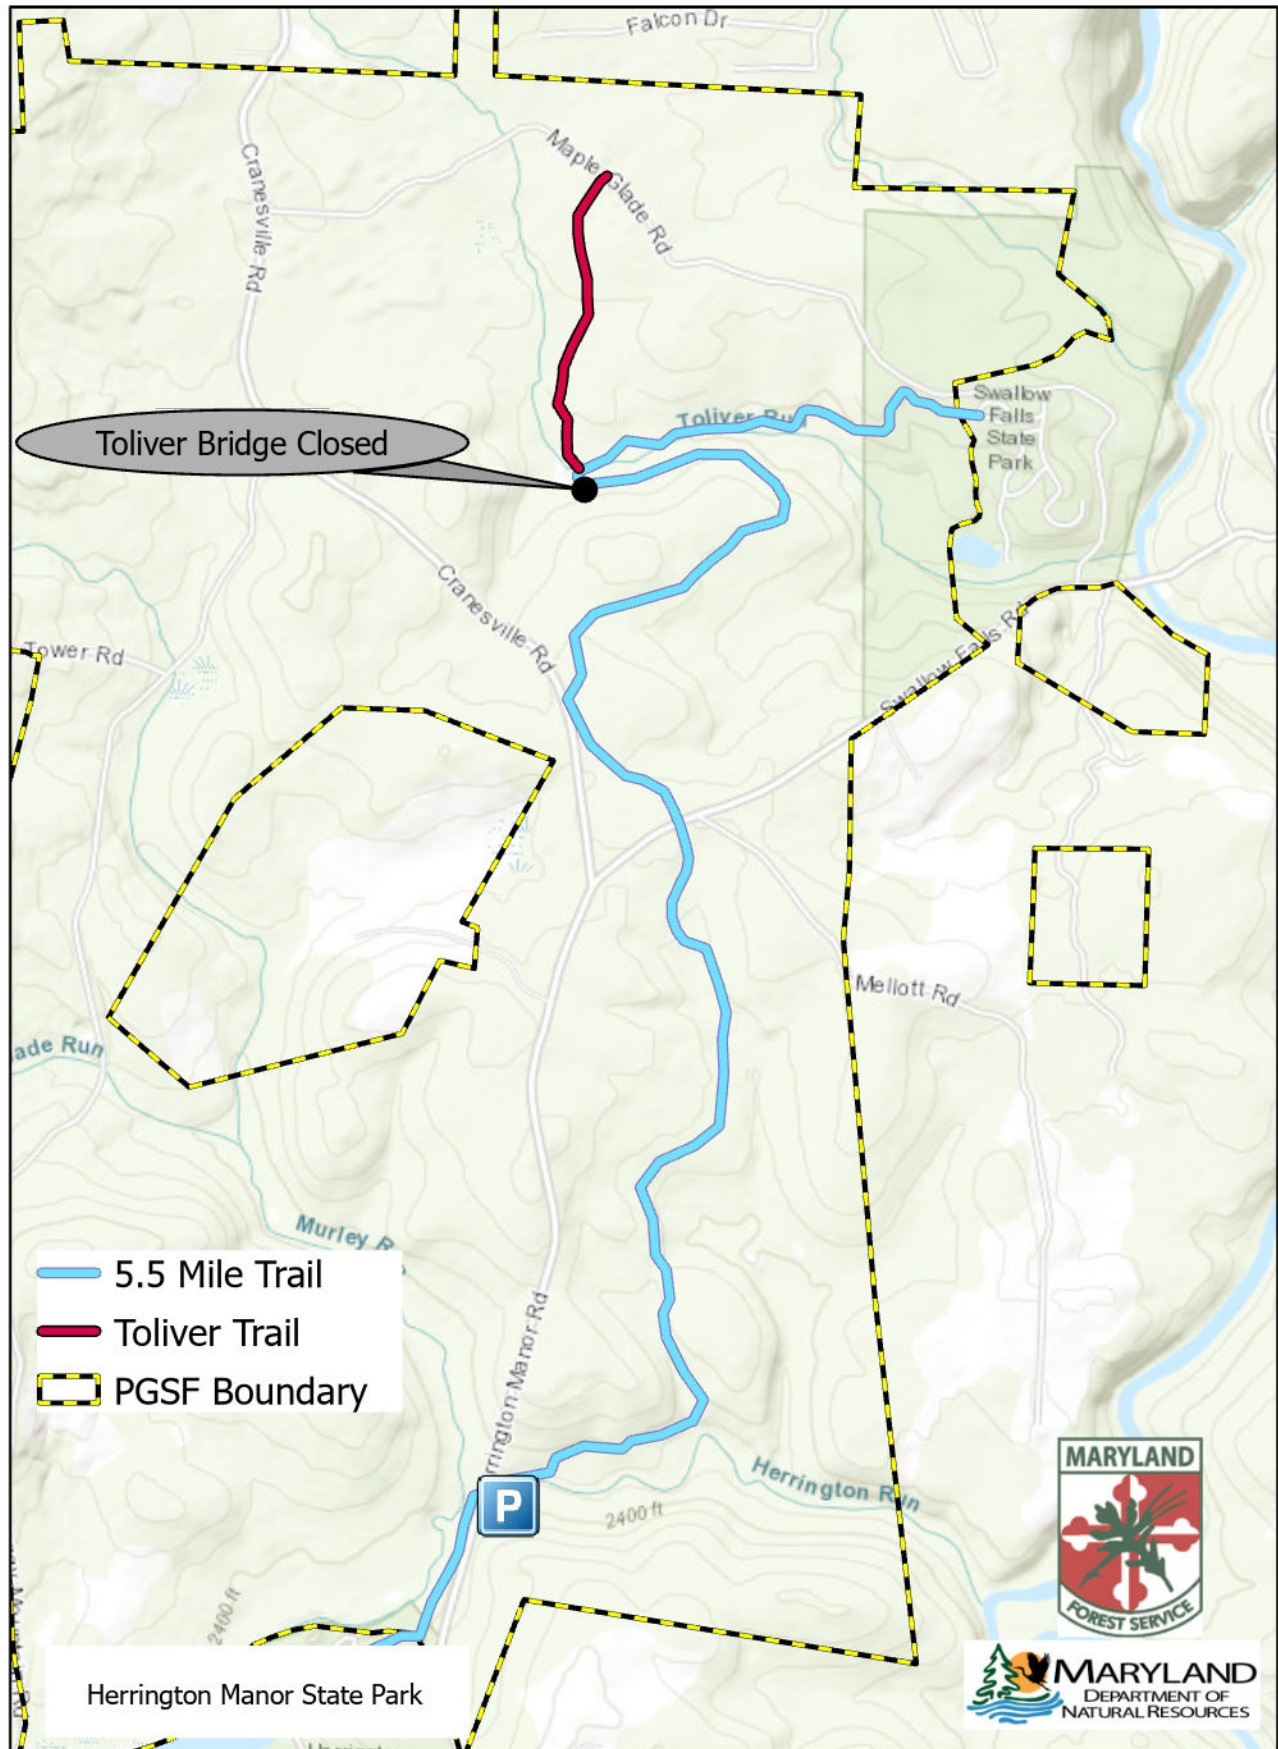 Falcon Dr
Maple Glade Rd
Cranesville Rd
Swallow
Falls
State
Park
Toliver Run
Toliver Bridge Closed
Cranesville Rd
Tower Rd
Swallow Falls Rd
Mellott Rd
ade Run
Murley R
5.5 Mile Trail
Toliver Trail
PGSF Boundary
rrington Manor Rd
Herrington Run
2400 ft
P
2400 ft
MARYLAND
FOREST SERVICE
Herrington Manor State Park
MARYLAND
DEPARTMENT OF
NATURAL RESOURCES